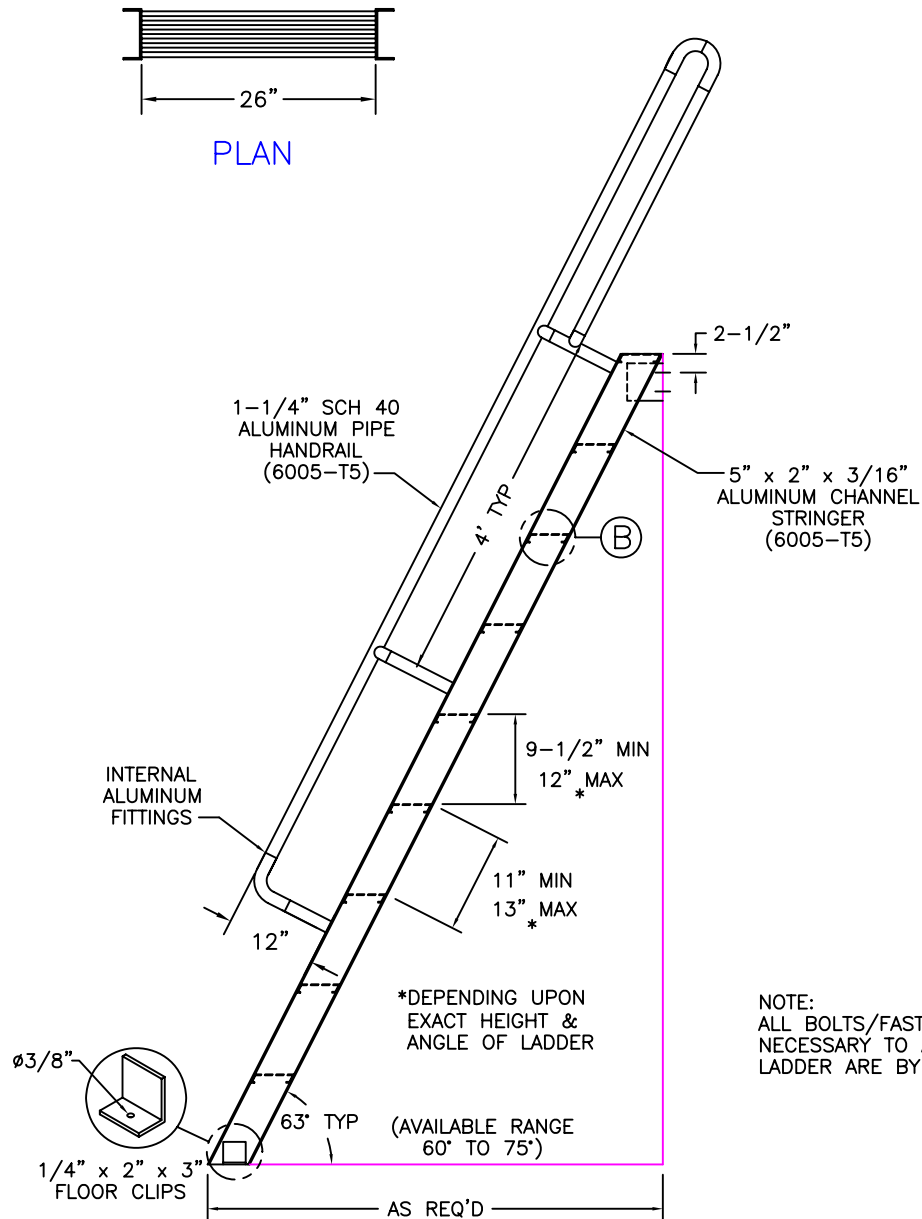 26"
PLAN
2-1/2"
1-1/4" SCH 40
ALUMINUM PIPE
HANDRAIL
(6005-T5)
5" x 2" x 3/16"
ALUMINUM CHANNEL
STRINGER
(6005-T5)
4' TYP
B
9-1/2" MIN
12" MAX
*
INTERNAL
ALUMINUM
FITTINGS
11" MIN
13" MAX
*
12"
*DEPENDING UPON
EXACT HEIGHT &
ANGLE OF LADDER
NOTE:
ALL BOLTS/FAST
NECESSARY TO
LADDER ARE BY
ø3/8"
63° TYP
(AVAILABLE RANGE
60° TO 75°)
1/4" x 2" x 3"
FLOOR CLIPS
AS REQ'D